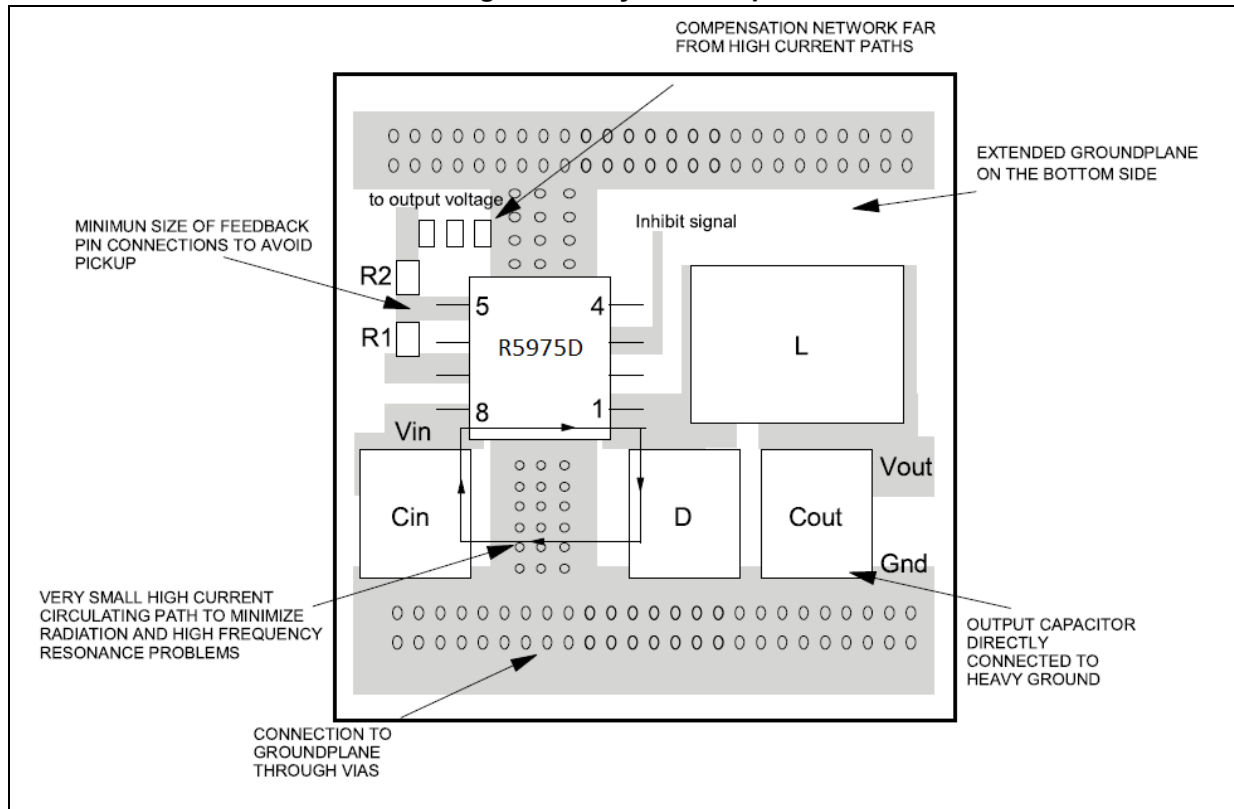 COMPENSATION NETWORK FAR
FROM HIGH CURRENT PATHS
EXTENDED GROUNDPLANE
ON THE BOTTOM SIDE
to output voltage
Inhibit signal
MINIMUN SIZE OF FEEDBACK
PIN CONNECTIONS TO AVOID
PICKUP
R2
R1
5
4
R5975D
8
1
L
Vin
Vout
Cin
D
Cout
Gnd
VERY SMALL HIGH CURRENT
CIRCULATING PATH TO MINIMIZE
RADIATION AND HIGH FREQUENCY
RESONANCE PROBLEMS
OUTPUT CAPACITOR
DIRECTLY
CONNECTED TO
HEAVY GROUND
CONNECTION TO
GROUNDPLANE
THROUGH VIAS